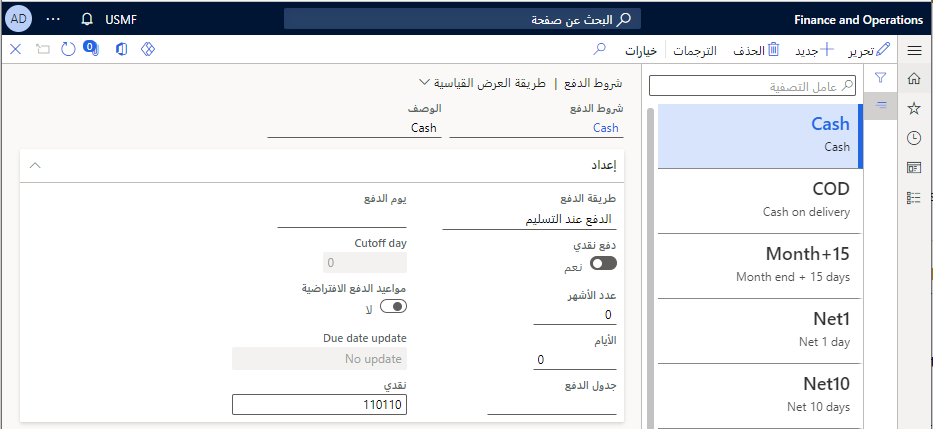 Finance and Operations
البحث عن صفحة
USMF
...
AD
تحرير
جديد
الحذف
الترجمات
خيارات
0
عامل التصفية
Cash
Cash
COD
Cash on delivery
Month+15
Month end + 15 days
Net1
Net 1 day
Net10
Net 10 days
شروط الدفع | طريقة العرض القياسية
شروط الدفع
Cash
الوصف
Cash
إعداد
طريقة الدفع
الدفع عند التسليم
دفع نقدي
نعم
عدد الأشهر
0
الأيام
0
جدول الدفع
يوم الدفع
Cutoff day
0
مواعيد الدفع الافتراضية
لا
Due date update
No update
نقدي
110110